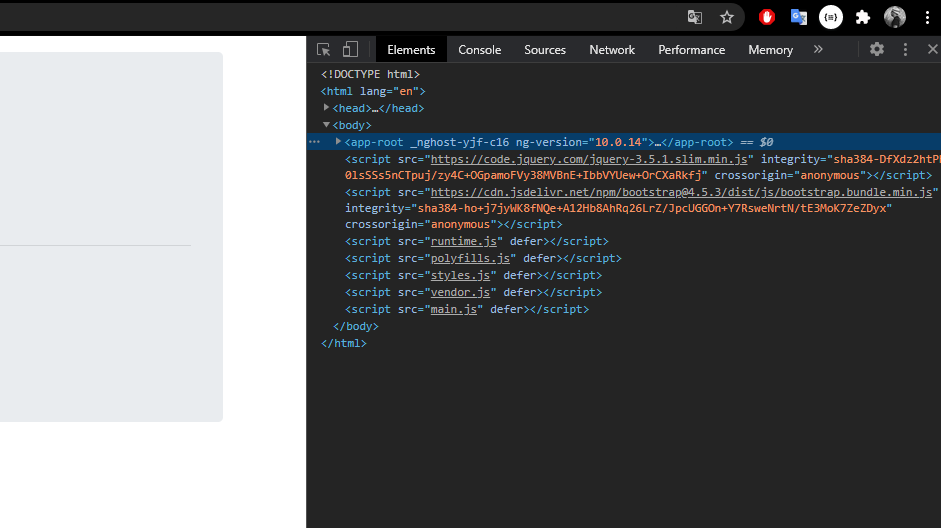 Elements Console Sources Network Performance Memory »
<!DOCTYPE html>
<html lang="en">
<head>…</head>
<body>
<app-root _nghost-yjf-c16 ng-version="10.0.14">…</app-root> == $0
<script src="https://code.jquery.com/jquery-3.5.1.slim.min.js" integrity="sha384-DfXdz2htP
0lsSSs5nCTpuj/zy4C+OGpamoFVy38MVBnE+IbbVYUew+OrCXaRkfj" crossorigin="anonymous"></script>
<script src="https://cdn.jsdelivr.net/npm/bootstrap@4.5.3/dist/js/bootstrap.bundle.min.js"
integrity="sha384-ho+j7jyWK8fNQe+A12Hb8AhRq26LrZ/JpcUGGOn+Y7RsweNrtN/tE3MoK7ZeZDyx"
crossorigin="anonymous"></script>
<script src="runtime.js" defer></script>
<script src="polyfills.js" defer></script>
<script src="styles.js" defer></script>
<script src="vendor.js" defer></script>
<script src="main.js" defer></script>
</body>
</html>